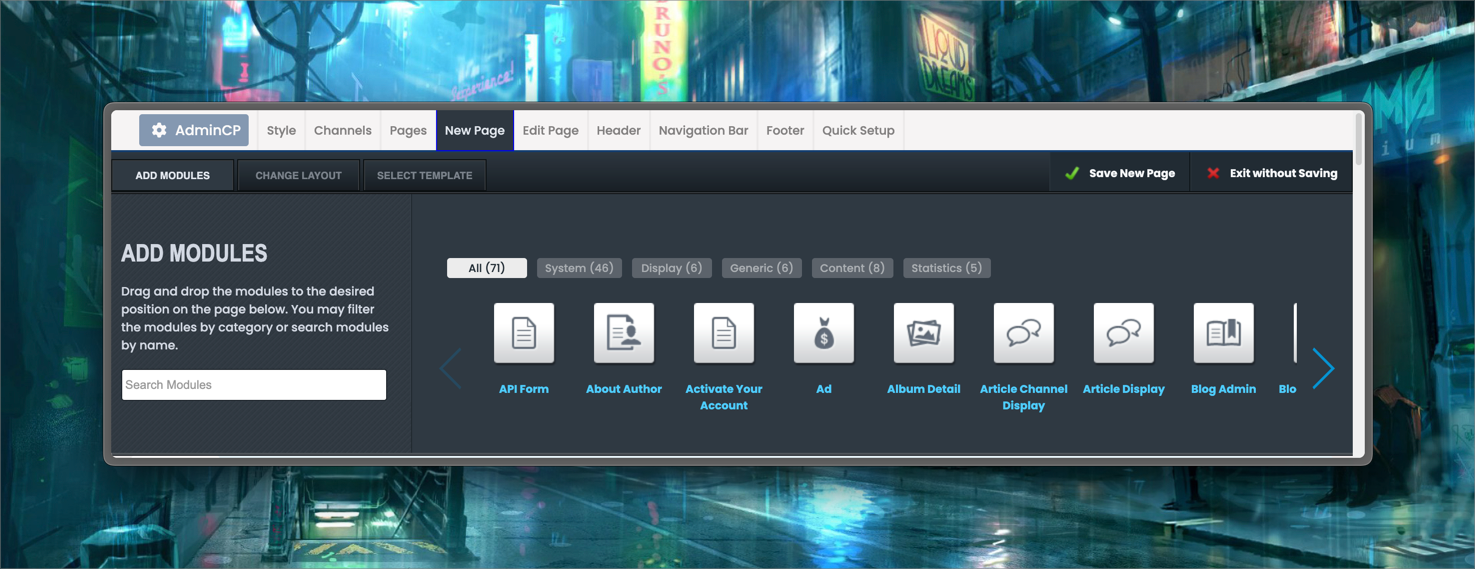 BRUNO'S
Experience!
LOUD
DREAMS
AdminCP
Style
Channels
Pages
New Page
Edit Page
Header
Navigation Bar
Footer
Quick Setup
ADD MODULES
CHANGE LAYOUT
SELECT TEMPLATE
Save New Page
Exit without Saving
ADD MODULES
Drag and drop the modules to the desired
position on the page below. You may filter
the modules by category or search modules
by name.
Search Modules
All (71)
System (46)
Display (6)
Generic (6)
Content (8)
Statistics (5)
API Form
About Author
Activate Your
Account
Ad
Album Detail
Article Channel
Display
Article Display
Blog Admin
Blo